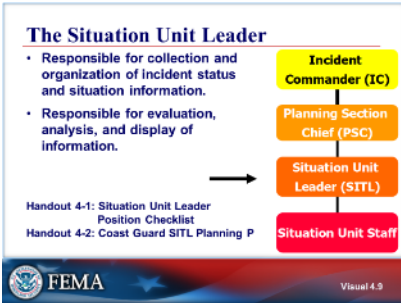 The Situation Unit Leader
• Responsible for collection and
organization of incident status
and situation information.
• Responsible for evaluation,
analysis, and display of
information.
Handout 4-1: Situation Unit Leader
Position Checklist
Handout 4-2: Coast Guard SITL Planning P
Incident
Commander (IC)
Planning Section
Chief (PSC)
Situation Unit
Leader (SITL)
Situation Unit Staff
FEMA
Visual 4.9